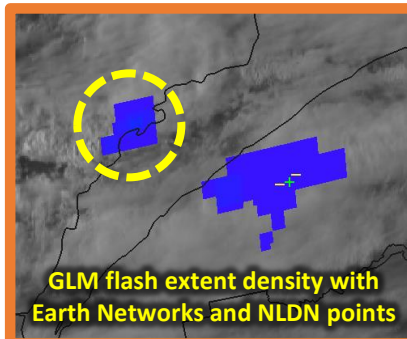 GLM flash extent density with
Earth Networks and NLDN points